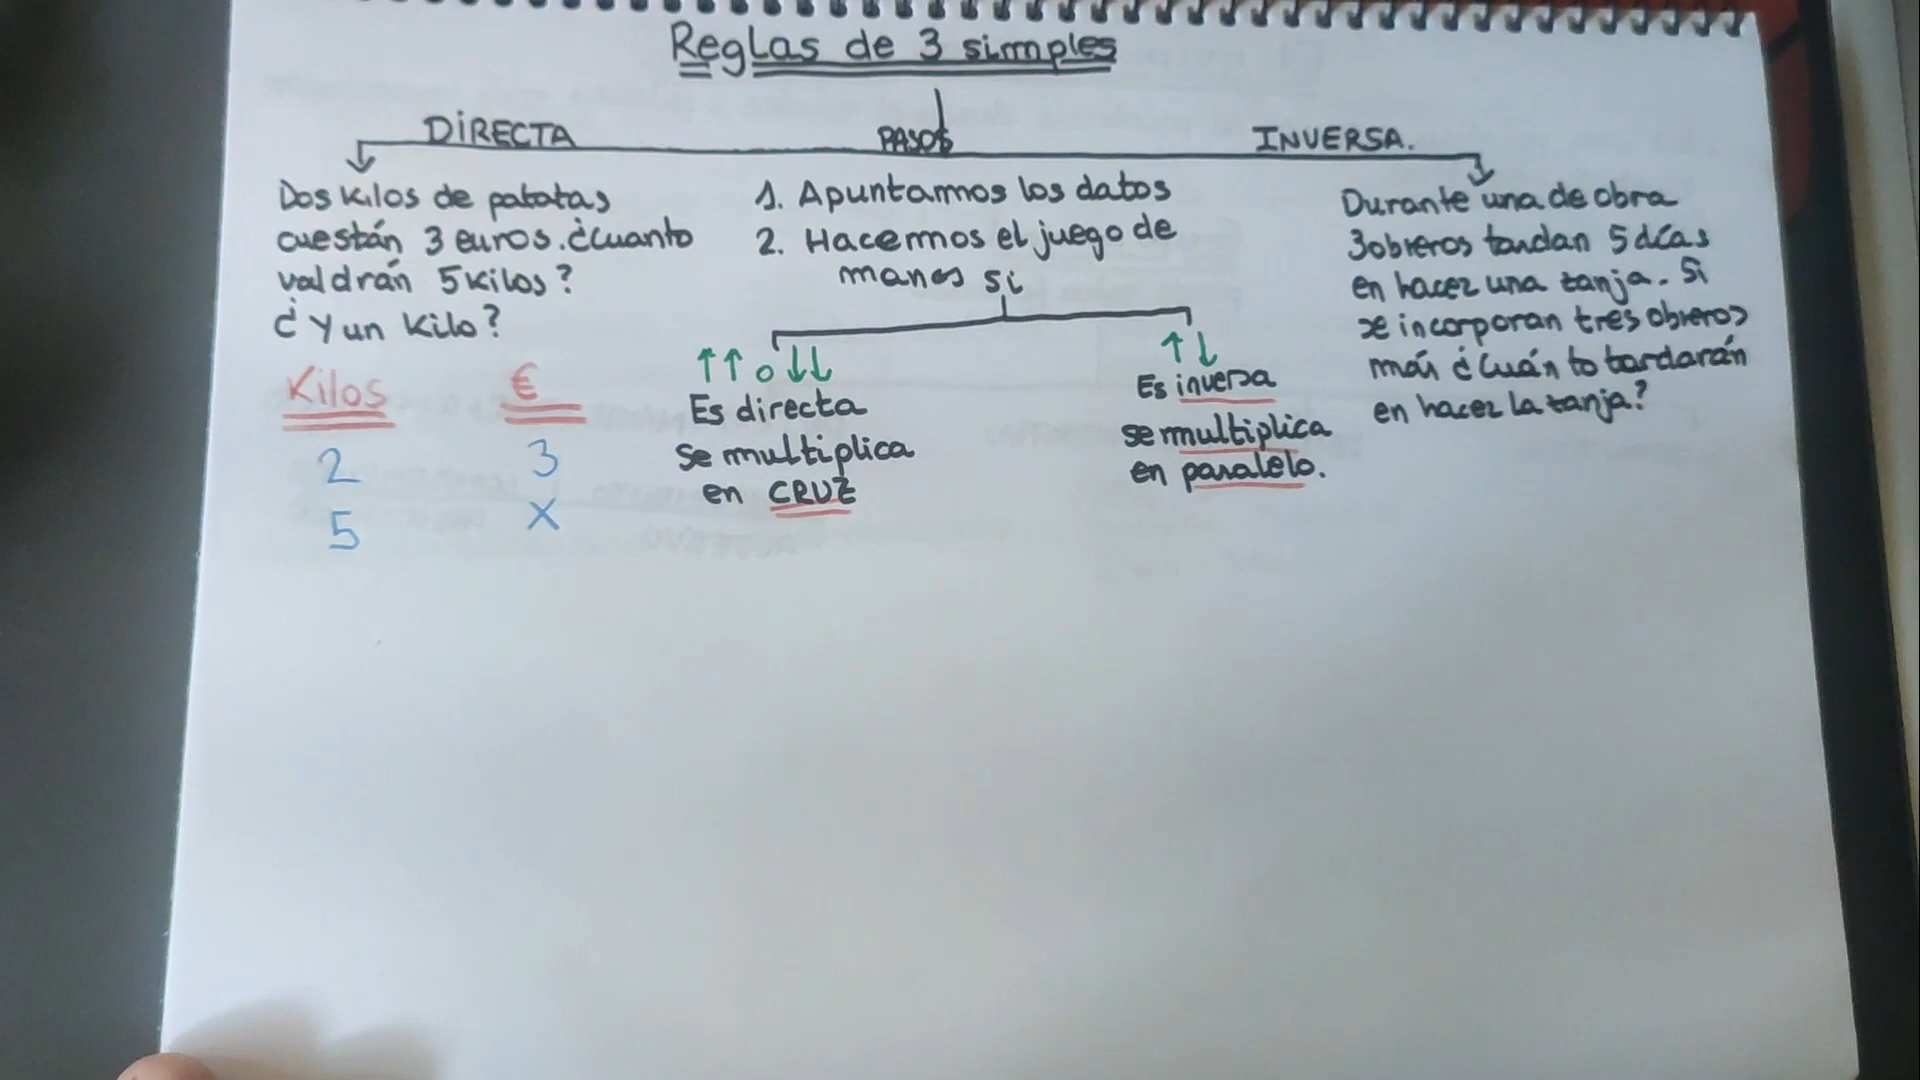 Reglas de 3 simples
DIRECTA
PASOS
INVERSA.
Dos kilos de patatas
cuestán 3 euros. ¿Cuanto
valdrán 5 kilos?
¿Y un Kilo?
Kilos €
2 3
5 X
1. Apuntamos los datos
2. Hacemos el juego de
manos si
↑↑ o ↓↓
Es directa
se multiplica
en CRUZ
↑↓
Es inversa
se multiplica
en paralelo.
Durante una de obra
3 obreros tardan 5 días
en hacer una zanja. Si
se incorporan tres obreros
más ¿Cuánto tardarán
en hacer la zanja?